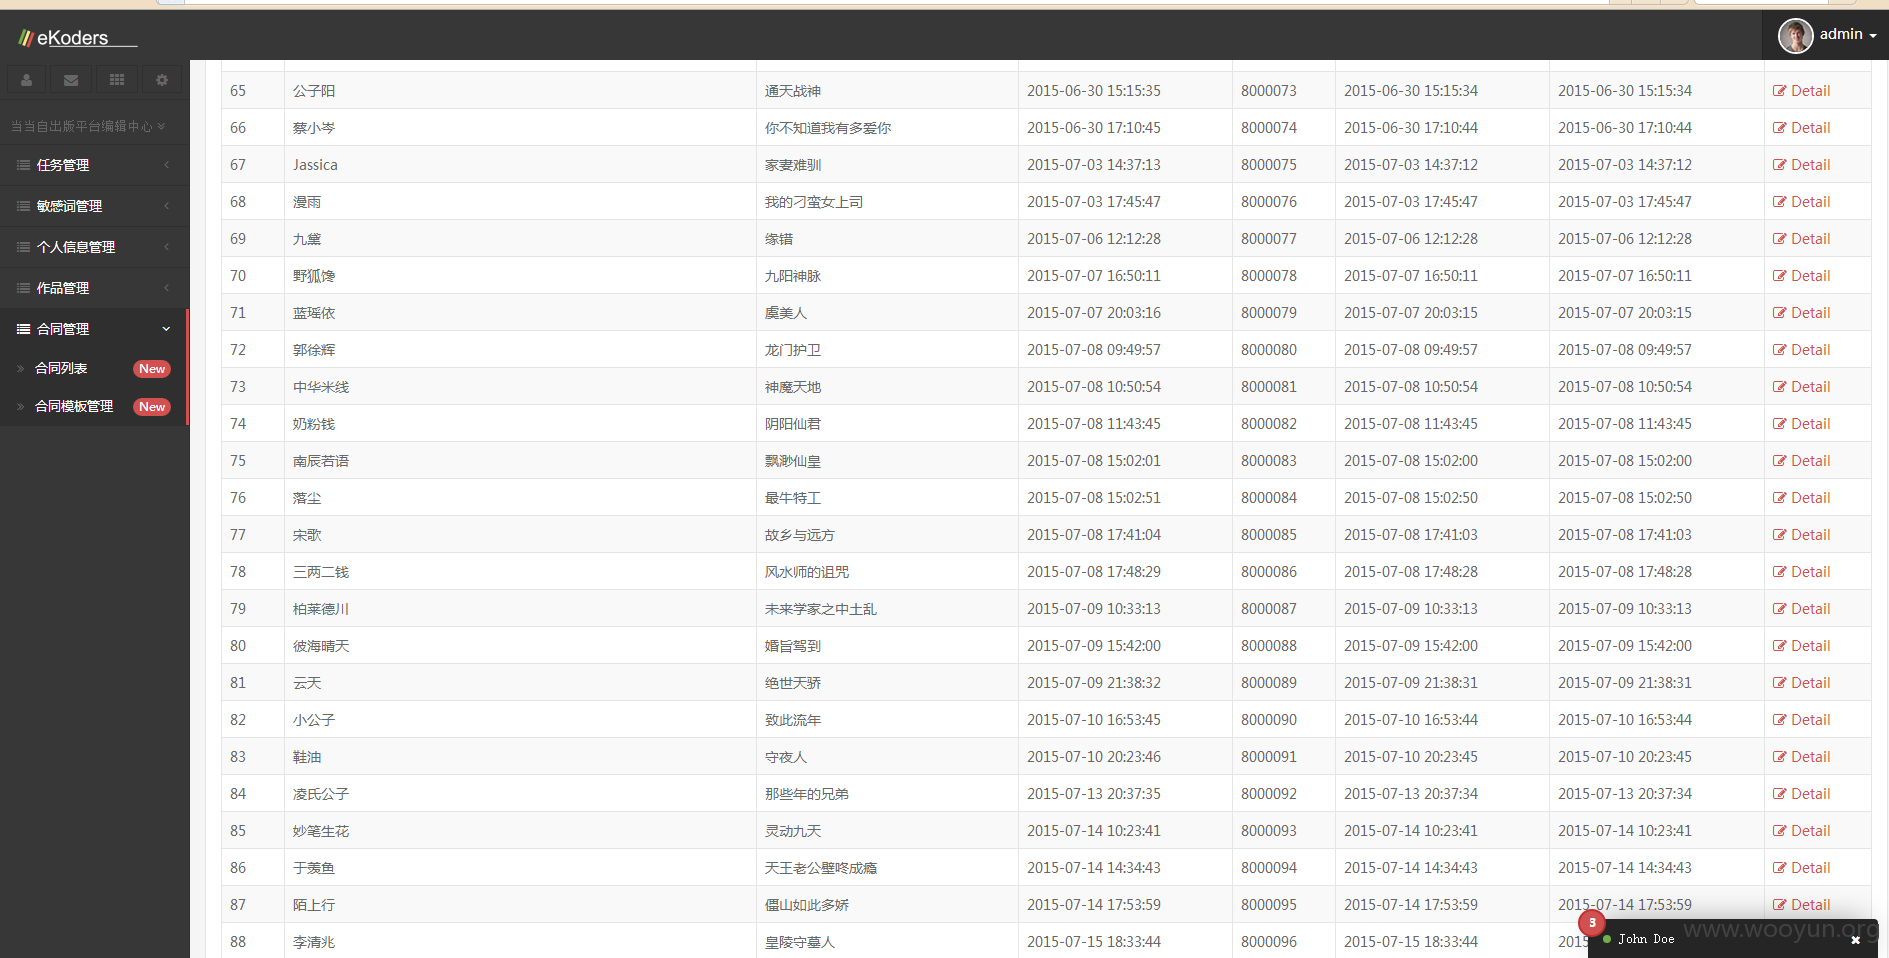 eKoders
admin
当当自出版平台编辑中心
任务管理
敏感词管理
个人信息管理
作品管理
合同管理
合同列表 New
合同模板管理 New
65 公子阳 通天战神 2015-06-30 15:15:35 8000073 2015-06-30 15:15:34 2015-06-30 15:15:34 Detail
66 蔡小岑 你不知道我有多爱你 2015-06-30 17:10:45 8000074 2015-06-30 17:10:44 2015-06-30 17:10:44 Detail
67 Jassica 家妻难驯 2015-07-03 14:37:13 8000075 2015-07-03 14:37:12 2015-07-03 14:37:12 Detail
68 漫雨 我的刁蛮女上司 2015-07-03 17:45:47 8000076 2015-07-03 17:45:47 2015-07-03 17:45:47 Detail
69 九黛 缘错 2015-07-06 12:12:28 8000077 2015-07-06 12:12:28 2015-07-06 12:12:28 Detail
70 野狐馋 九阳神脉 2015-07-07 16:50:11 8000078 2015-07-07 16:50:11 2015-07-07 16:50:11 Detail
71 蓝瑶依 虞美人 2015-07-07 20:03:16 8000079 2015-07-07 20:03:15 2015-07-07 20:03:15 Detail
72 郭徐辉 龙门护卫 2015-07-08 09:49:57 8000080 2015-07-08 09:49:57 2015-07-08 09:49:57 Detail
73 中华米线 神魔天地 2015-07-08 10:50:54 8000081 2015-07-08 10:50:54 2015-07-08 10:50:54 Detail
74 奶粉钱 阴阳仙君 2015-07-08 11:43:45 8000082 2015-07-08 11:43:45 2015-07-08 11:43:45 Detail
75 南辰若语 飘渺仙皇 2015-07-08 15:02:01 8000083 2015-07-08 15:02:00 2015-07-08 15:02:00 Detail
76 落尘 最牛特工 2015-07-08 15:02:51 8000084 2015-07-08 15:02:50 2015-07-08 15:02:50 Detail
77 宋歌 故乡与远方 2015-07-08 17:41:04 8000085 2015-07-08 17:41:03 2015-07-08 17:41:03 Detail
78 三两二钱 风水师的诅咒 2015-07-08 17:48:29 8000086 2015-07-08 17:48:28 2015-07-08 17:48:28 Detail
79 柏莱德川 未来学家之中土乱 2015-07-09 10:33:13 8000087 2015-07-09 10:33:13 2015-07-09 10:33:13 Detail
80 彼海晴天 婚旨驾到 2015-07-09 15:42:00 8000088 2015-07-09 15:42:00 2015-07-09 15:42:00 Detail
81 云天 绝世天骄 2015-07-09 21:38:32 8000089 2015-07-09 21:38:31 2015-07-09 21:38:31 Detail
82 小公子 致此流年 2015-07-10 16:53:45 8000090 2015-07-10 16:53:44 2015-07-10 16:53:44 Detail
83 鞋油 守夜人 2015-07-10 20:23:46 8000091 2015-07-10 20:23:45 2015-07-10 20:23:45 Detail
84 凌氏公子 那些年的兄弟 2015-07-13 20:37:35 8000092 2015-07-13 20:37:34 2015-07-13 20:37:34 Detail
85 妙笔生花 灵动九天 2015-07-14 10:23:41 8000093 2015-07-14 10:23:41 2015-07-14 10:23:41 Detail
86 于羡鱼 天王老公壁咚成瘾 2015-07-14 14:34:43 8000094 2015-07-14 14:34:43 2015-07-14 14:34:43 Detail
87 陌上行 僵山如此多娇 2015-07-14 17:53:59 8000095 2015-07-14 17:53:59 2015-07-14 17:53:59 Detail
88 李清兆 皇陵守墓人 2015-07-15 18:33:44 8000096 2015-07-15 18:33:44 2015
3
John Doe
www.wooyun.org